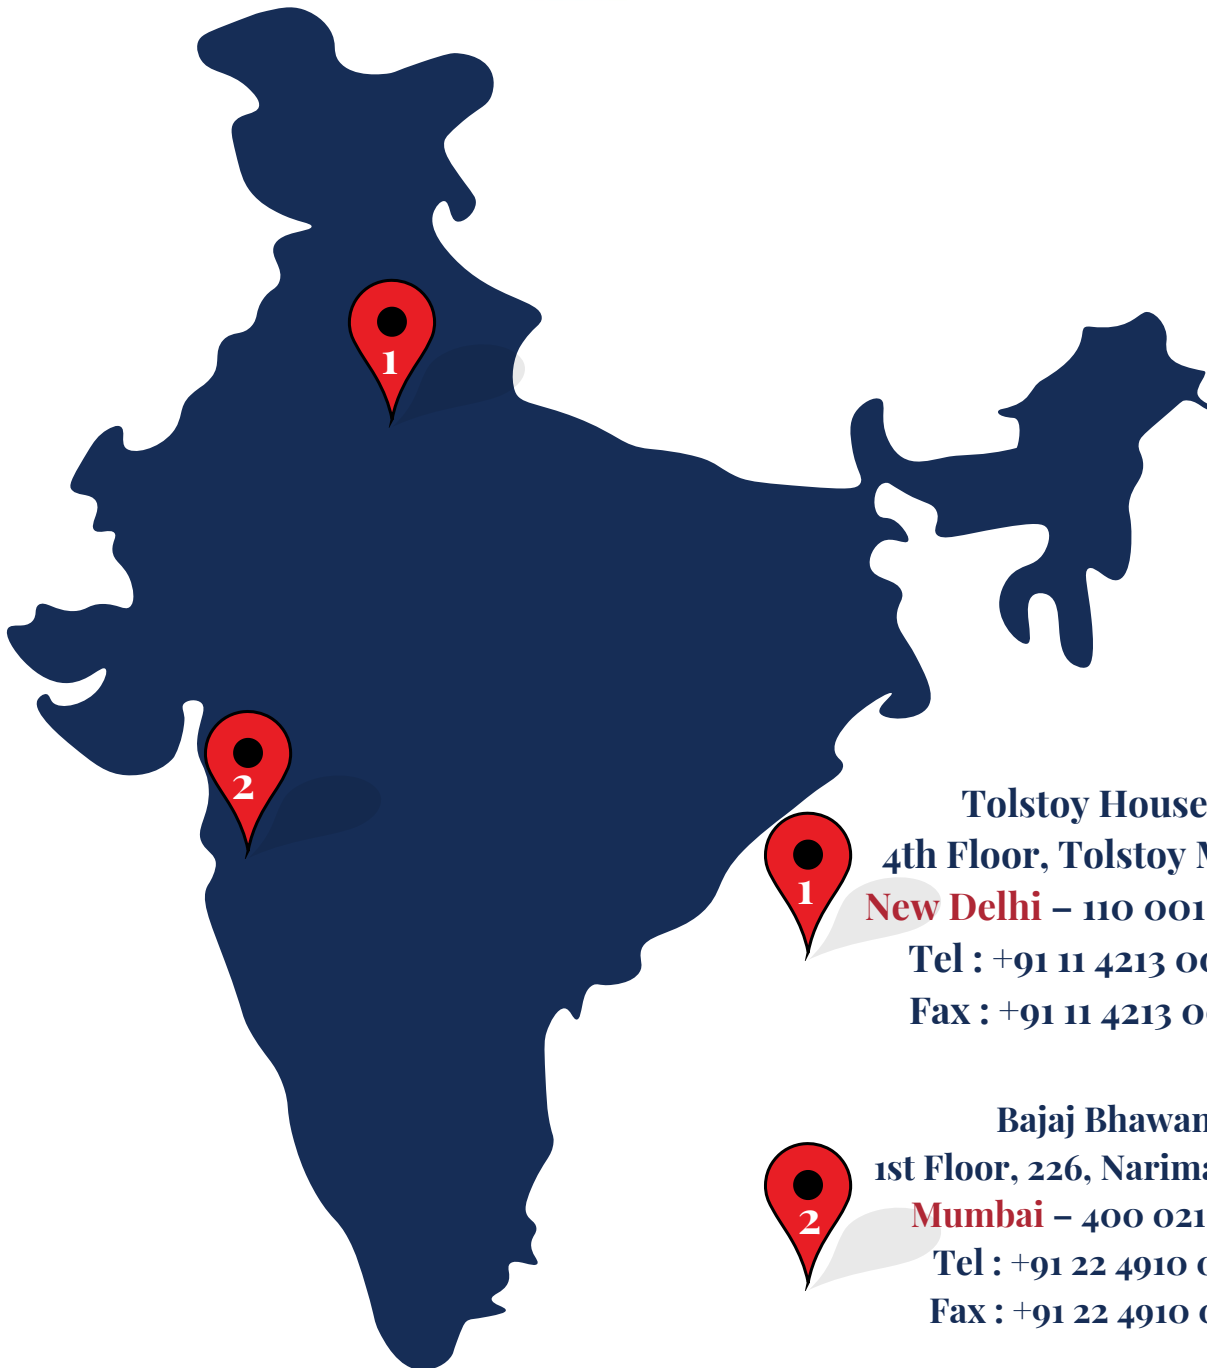 1
2
1
Tolstoy House
4th Floor, Tolstoy
New Delhi – 110 001
Tel : +91 11 4213
Fax : +91 11 4213
2
Bajaj Bhawan
1st Floor, 226,
Mumbai – 400 021
Tel : +91 22 4910
Fax : +91 22 4910